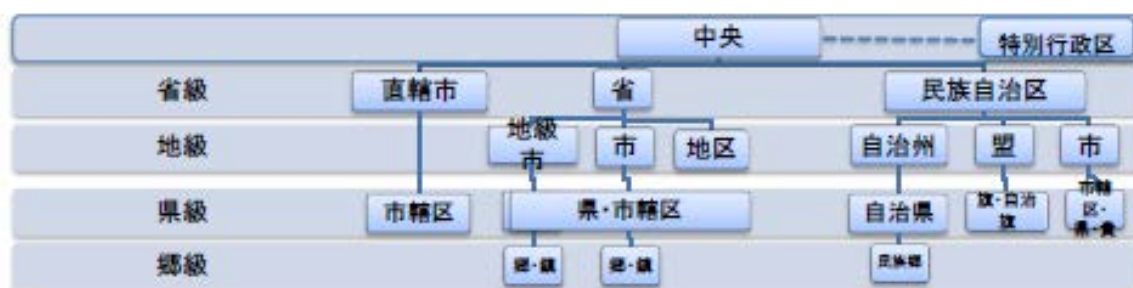 中央
特別行政区
省級
直轄市
省
民族自治区
地級
地級
市
市
地区
自治州
盟
市
県級
市轄区
県・市轄区
自治県
旗・自治
旗
市轄
区・
県・
郷級
郷・鎮
郷・鎮
民族郷